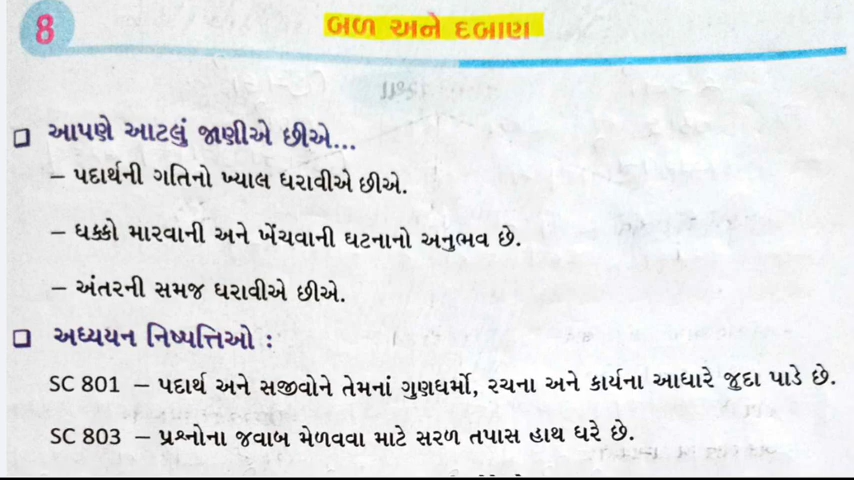 8
બળ અને દબાણ
આપણે આટલું જાણીએ છીએ...
– પદાર્થની ગતિનો ખ્યાલ ધરાવીએ છીએ.
– ધક્કો મારવાની અને ખેંચવાની ઘટનાનો અનુભવ છે.
– અંતરની સમજ ધરાવીએ છીએ.
અધ્યયન નિષ્પત્તિઓ :
SC 801 – પદાર્થ અને સજીવોને તેમનાં ગુણધર્મો, રચના અને કાર્યના આધારે જુદા પાડે છે.
SC 803 – પ્રશ્નોના જવાબ મેળવવા માટે સરળ તપાસ હાથ ધરે છે.